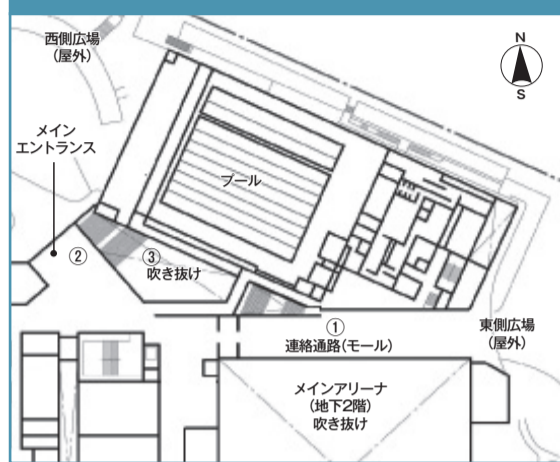 西側広場
(屋外)
N
S
メイン
エントランス
プール
②
③
吹き抜け
①
連絡通路(モール)
東側広場
(屋外)
メインアリーナ
(地下2階)
吹き抜け